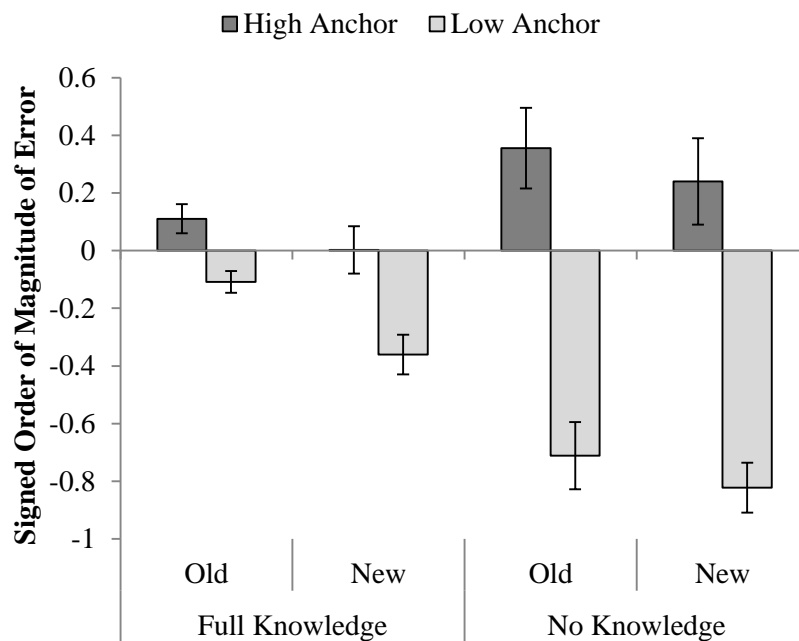 High Anchor Low Anchor
Signed Order of Magnitude of Error
0.6
0.4
0.2
0
-0.2
-0.4
-0.6
-0.8
-1
Old New Old New
Full Knowledge No Knowledge